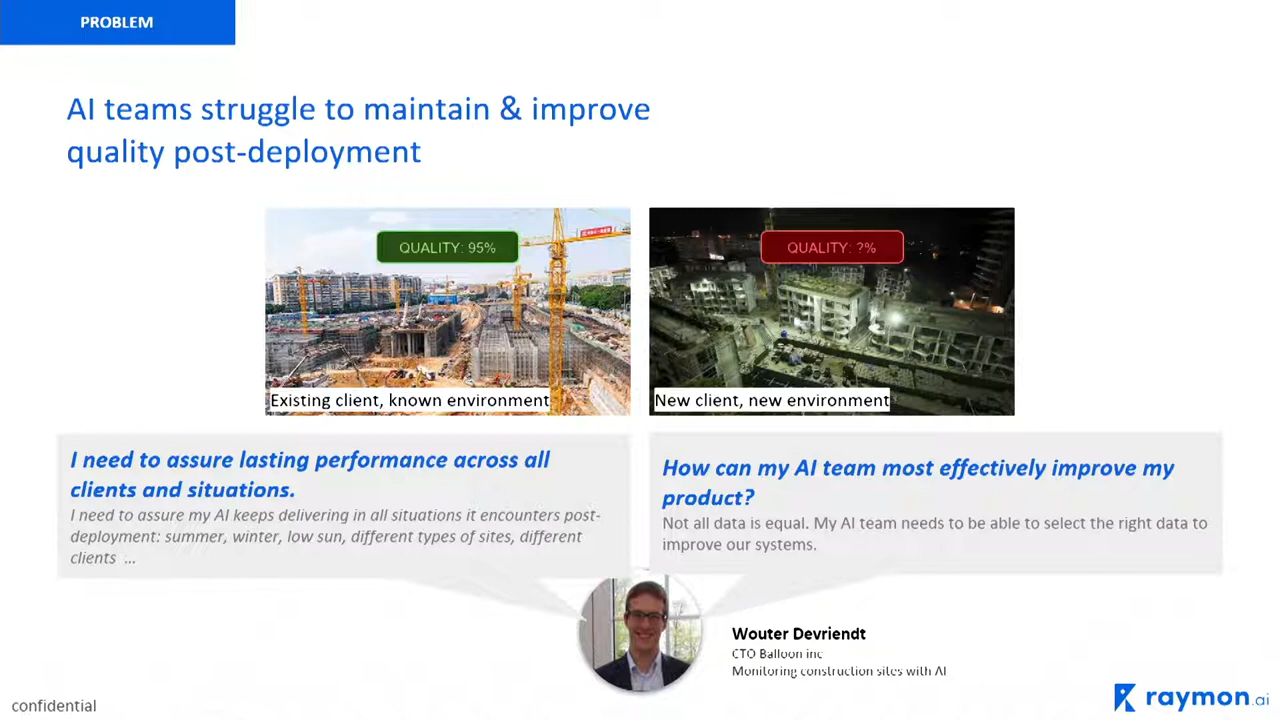 PROBLEM
AI teams struggle to maintain & improve
quality post-deployment
QUALITY: 95%
QUALITY: ?%
Existing client, known environment
New client, new environment
I need to assure lasting performance across all
clients and situations.
I need to assure my AI keeps delivering in all situations it encounters post-
deployment: summer, winter, low sun, different types of sites, different
clients ...
How can my AI team most effectively improve my
product?
Not all data is equal. My AI team needs to be able to select the right data to
improve our systems.
Wouter Devriendt
CTO Balloon inc
Monitoring construction sites with AI
confidential
raymon.ai